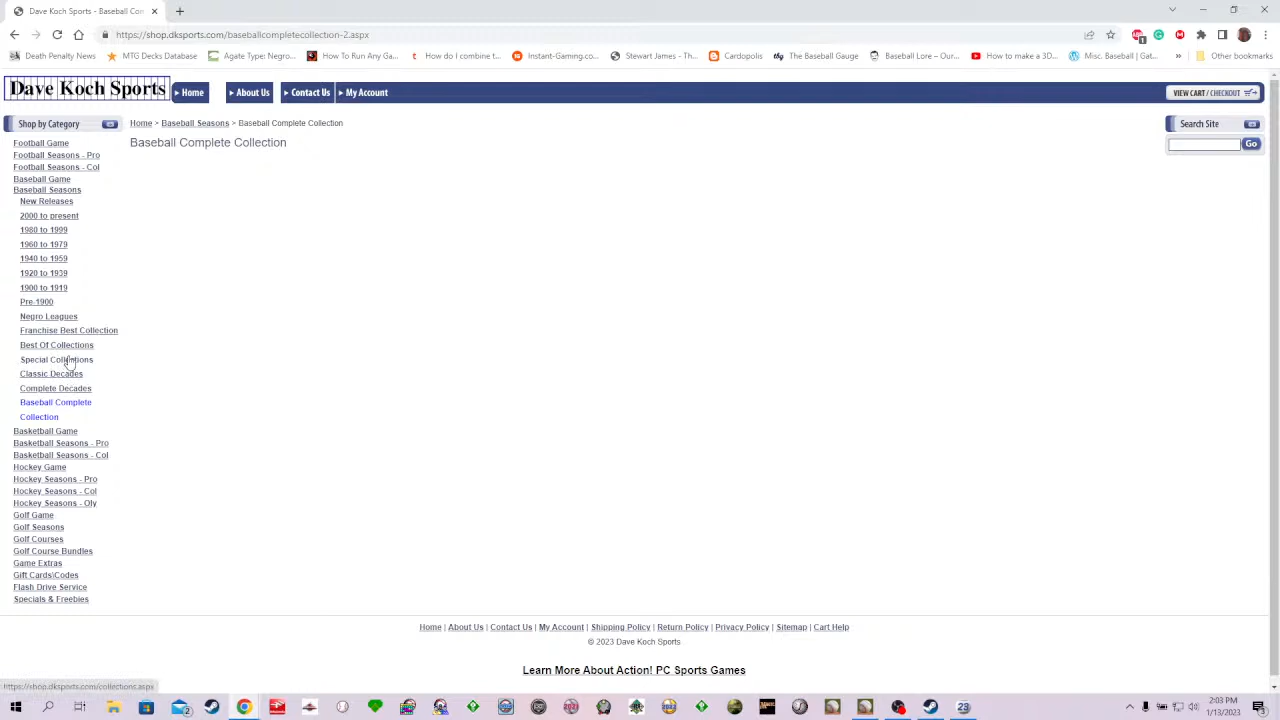 Dave Koch Sports - Baseball Con
https://shop.dksports.com/baseballcompletecollection-2.aspx
Death Penalty News
MTG Decks Database
Agate Type: Negro...
How To Run Any Ga...
How do I combine t...
Instant-Gaming.co...
Stewart James - Th...
Cardopolis
The Baseball Gauge
Baseball Lore – Our...
How to make a 3D...
Misc. Baseball | Gat...
Other bookmarks
Dave Koch Sports
Home
About Us
Contact Us
My Account
VIEW CART / CHECKOUT
Shop by Category
Home > Baseball Seasons > Baseball Complete Collection
Search Site
Baseball Complete Collection
Go
Football Game
Football Seasons - Pro
Football Seasons - Col
Baseball Game
Baseball Seasons
New Releases
2000 to present
1980 to 1999
1960 to 1979
1940 to 1959
1920 to 1939
1900 to 1919
Pre-1900
Negro Leagues
Franchise Best Collection
Best Of Collections
Special Collections
Classic Decades
Complete Decades
Baseball Complete
Collection
Basketball Game
Basketball Seasons - Pro
Basketball Seasons - Col
Hockey Game
Hockey Seasons - Pro
Hockey Seasons - Col
Hockey Seasons - Oly
Golf Game
Golf Seasons
Golf Courses
Golf Course Bundles
Game Extras
Gift Cards\Codes
Flash Drive Service
Specials & Freebies
Home | About Us | Contact Us | My Account | Shipping Policy | Return Policy | Privacy Policy | Sitemap | Cart Help
© 2023 Dave Koch Sports
Learn More About Action! PC Sports Games
https://shop.dksports.com/collections.aspx
2:03 PM
1/13/2023